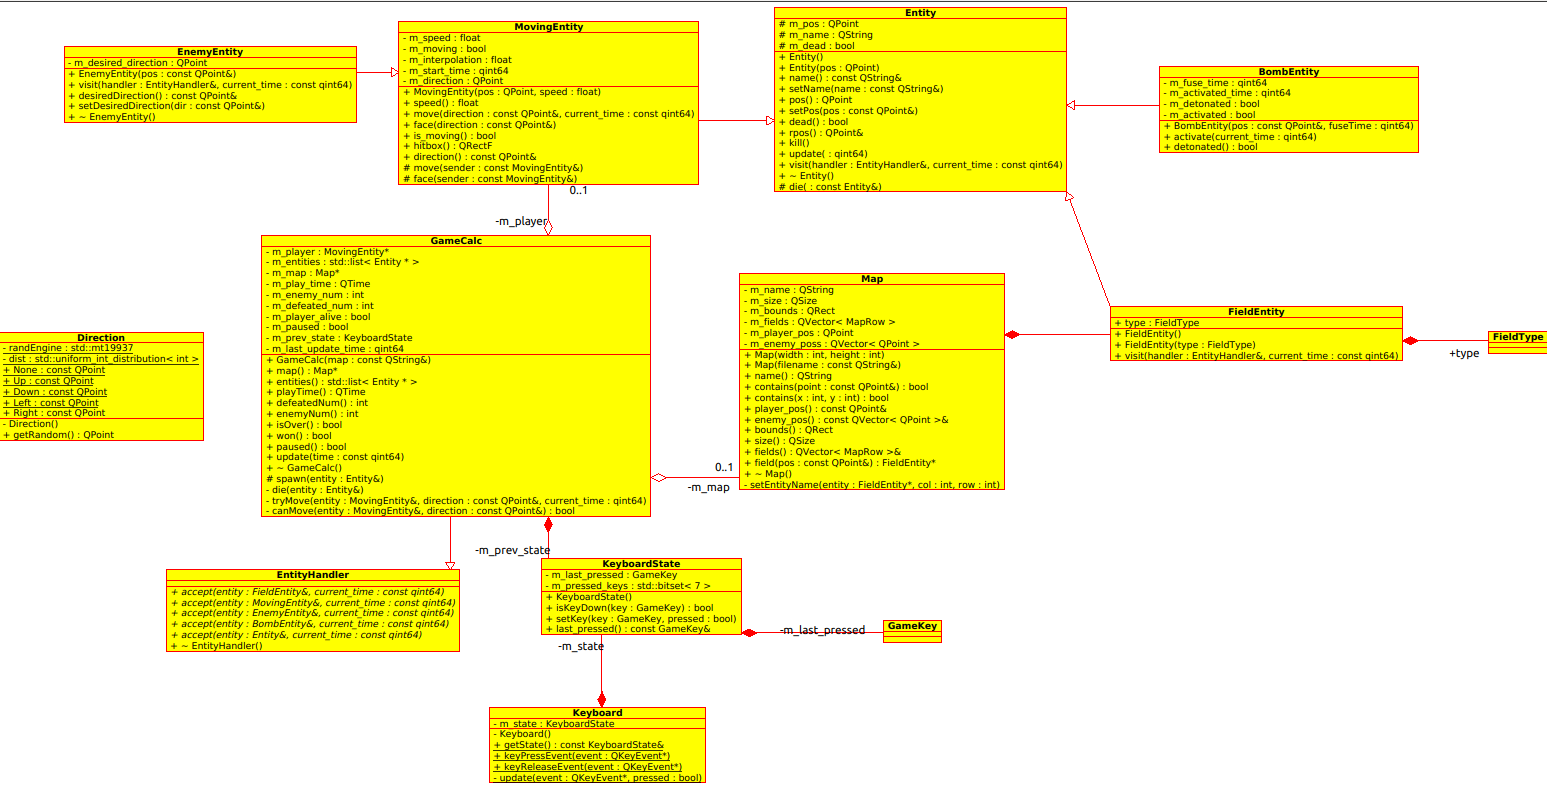 EnemyEntity
- m_desired_direction : QPoint
+ EnemyEntity(pos : const QPoint&)
+ visit(handler : EntityHandler&, current_time : const qint64)
+ desiredDirection() : const QPoint&
+ setDesiredDirection(dir : const QPoint&)
+ ~ EnemyEntity()
MovingEntity
- m_speed : float
- m_moving : bool
- m_interpolation : float
- m_start_time : qint64
- m_direction : QPoint
+ MovingEntity(pos : QPoint, speed : float)
+ speed() : float
+ move(direction : const QPoint&, current_time : const qint64)
+ face(direction : const QPoint&)
+ is_moving() : bool
+ hitbox() : QRectF
+ direction() : const QPoint&
# move(sender : const MovingEntity&)
# face(sender : const MovingEntity&)
Entity
# m_pos : QPoint
# m_name : QString
# m_dead : bool
+ Entity()
+ Entity(pos : QPoint)
+ name() : const QString&
+ setName(name : const QString&)
+ pos() : QPoint
+ setPos(pos : const QPoint&)
+ dead() : bool
+ rpos() : QPoint&
+ kill()
+ update( : qint64)
+ visit(handler : EntityHandler&, current_time : const qint64)
+ ~ Entity()
# die( : const Entity&)
BombEntity
- m_fuse_time : qint64
- m_activated_time : qint64
- m_detonated : bool
- m_activated : bool
+ BombEntity(pos : const QPoint&, fuseTime : qint64)
+ activate(current_time : qint64)
+ detonated() : bool
0..1
-m_player
GameCalc
- m_player : MovingEntity*
- m_entities : std::list< Entity * >
- m_map : Map*
- m_play_time : QTime
- m_enemy_num : int
- m_defeated_num : int
- m_player_alive : bool
- m_paused : bool
- m_prev_state : KeyboardState
- m_last_update_time : qint64
+ GameCalc(map : const QString&)
+ map() : Map*
+ entities() : std::list< Entity * >
+ playTime() : QTime
+ defeatedNum() : int
+ enemyNum() : int
+ isOver() : bool
+ won() : bool
+ paused() : bool
+ update(time : const qint64)
+ ~ GameCalc()
# spawn(entity : Entity&)
- die(entity : Entity&)
- tryMove(entity : MovingEntity&, direction : const QPoint&, current_time : const qint64)
- canMove(entity : MovingEntity&, direction : const QPoint&) : bool
Map
- m_name : QString
- m_size : QSize
- m_bounds : QRect
- m_fields : QVector< MapRow >
- m_player_pos : QPoint
- m_enemy_poss : QVector< QPoint >
+ Map(width : int, height : int)
+ Map(filename : const QString&)
+ name() : QString
+ contains(point : const QPoint&) : bool
+ contains(x : int, y : int) : bool
+ player_pos() : const QPoint&
+ enemy_pos() : const QVector< QPoint >&
+ bounds() : QRect
+ size() : QSize
+ fields() : QVector< MapRow >&
+ field(pos : const QPoint&) : FieldEntity*
+ ~ Map()
- setEntityName(entity : FieldEntity*, col : int, row : int)
0..1
-m_map
FieldEntity
+ type : FieldType
+ FieldEntity()
+ FieldEntity(type : FieldType)
+ visit(handler : EntityHandler&, current_time : const qint64)
FieldType
+type
Direction
- randEngine : std::mt19937
- dist : std::uniform_int_distribution< int >
+ None : const QPoint
+ Up : const QPoint
+ Down : const QPoint
+ Left : const QPoint
+ Right : const QPoint
- Direction()
+ getRandom() : QPoint
-m_prev_state
EntityHandler
+ accept(entity : FieldEntity&, current_time : const qint64)
+ accept(entity : MovingEntity&, current_time : const qint64)
+ accept(entity : EnemyEntity&, current_time : const qint64)
+ accept(entity : BombEntity&, current_time : const qint64)
+ accept(entity : Entity&, current_time : const qint64)
+ ~ EntityHandler()
KeyboardState
- m_last_pressed : GameKey
- m_pressed_keys : std::bitset< 7 >
+ KeyboardState()
+ isKeyDown(key : GameKey) : bool
+ setKey(key : GameKey, pressed : bool)
+ last_pressed() : const GameKey&
-m_last_pressed
GameKey
-m_state
Keyboard
- m_state : KeyboardState
- Keyboard()
+ getState() : const KeyboardState&
+ keyPressEvent(event : QKeyEvent*)
+ keyReleaseEvent(event : QKeyEvent*)
- update(event : QKeyEvent*, pressed : bool)